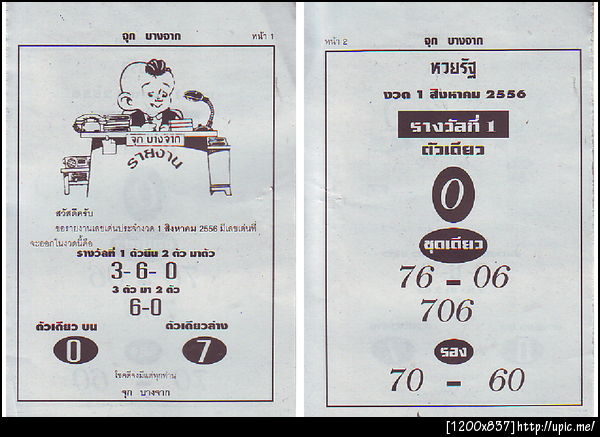 จุก บางจาก
หน้า 1
จุก บางจาก
รายงาน
สวัสดีครับ
ขอรายงานเลขเด่นประจำงวด 1 สิงหาคม 2556 มีเลขเด่นที่
จะออกในงวดนี้คือ
รางวัลที่ 1 ตัวยืน 2 ตัว มาตัว
3-6-0
3 ตัว มา 2 ตัว
6-0
ตัวเดียว บน ตัวเดียวล่าง
0 7
โชคดีจงมีแด่ทุกท่าน
จุก บางจาก
หน้า 2
จุก บางจาก
หวยรัฐ
งวด 1 สิงหาคม 2556
รางวัลที่ 1
ตัวเดียว
0
ชุดเดียว
76 - 06
706
รอง
70 - 60
[1200x837]http://upic.me/